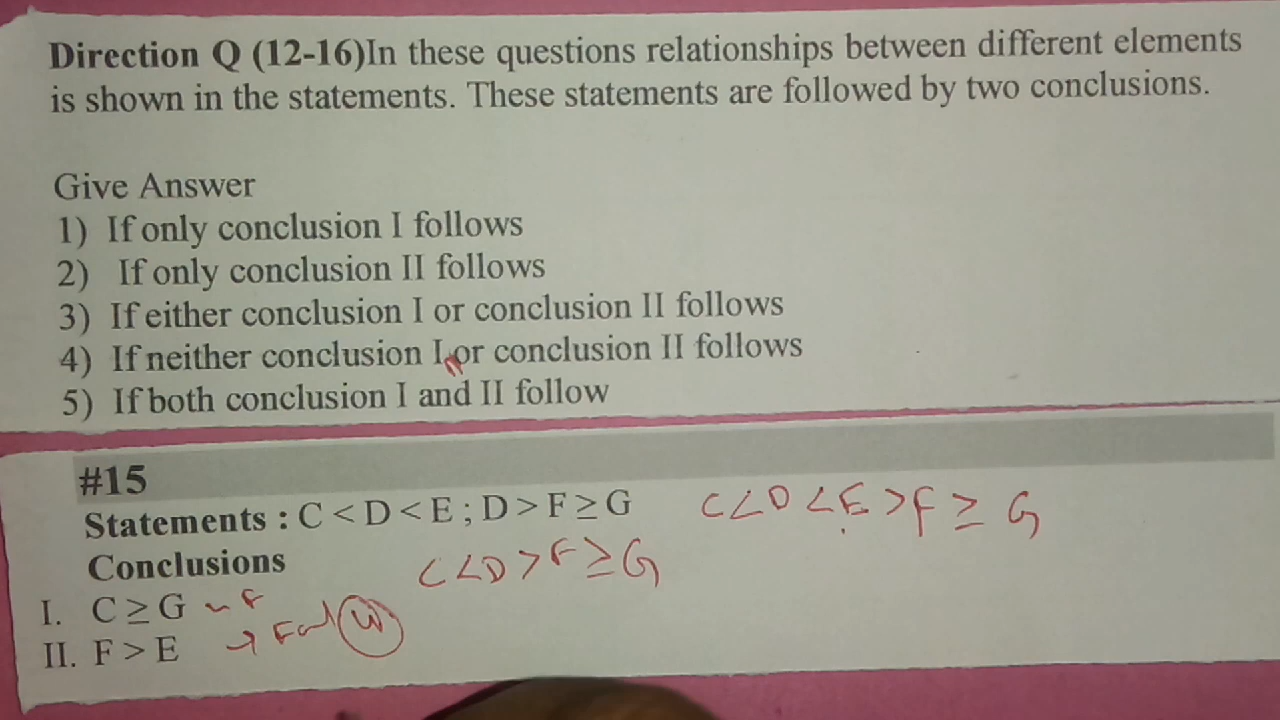 Direction Q (12-16)In these questions relationships between different elements
is shown in the statements. These statements are followed by two conclusions.
Give Answer
1) If only conclusion I follows
2) If only conclusion II follows
3) If either conclusion I or conclusion II follows
4) If neither conclusion I or conclusion II follows
5) If both conclusion I and II follow
#15
Statements : C < D < E ; D > F ≥ G C < D < E > F ≥ G
Conclusions C < D > F ≥ G
I. C ≥ G
II. F > E